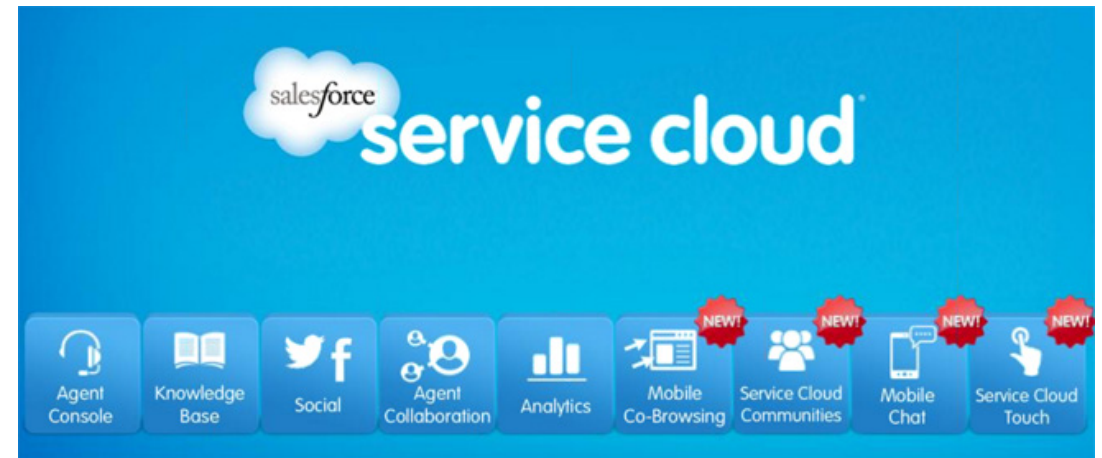 salesforce
service cloud®
NEW!
NEW!
NEW!
NEW!
Agent
Console
Knowledge
Base
Social
Agent
Collaboration
Analytics
Mobile
Co-Browsing
Service Cloud
Communities
Mobile
Chat
Service Cloud
Touch